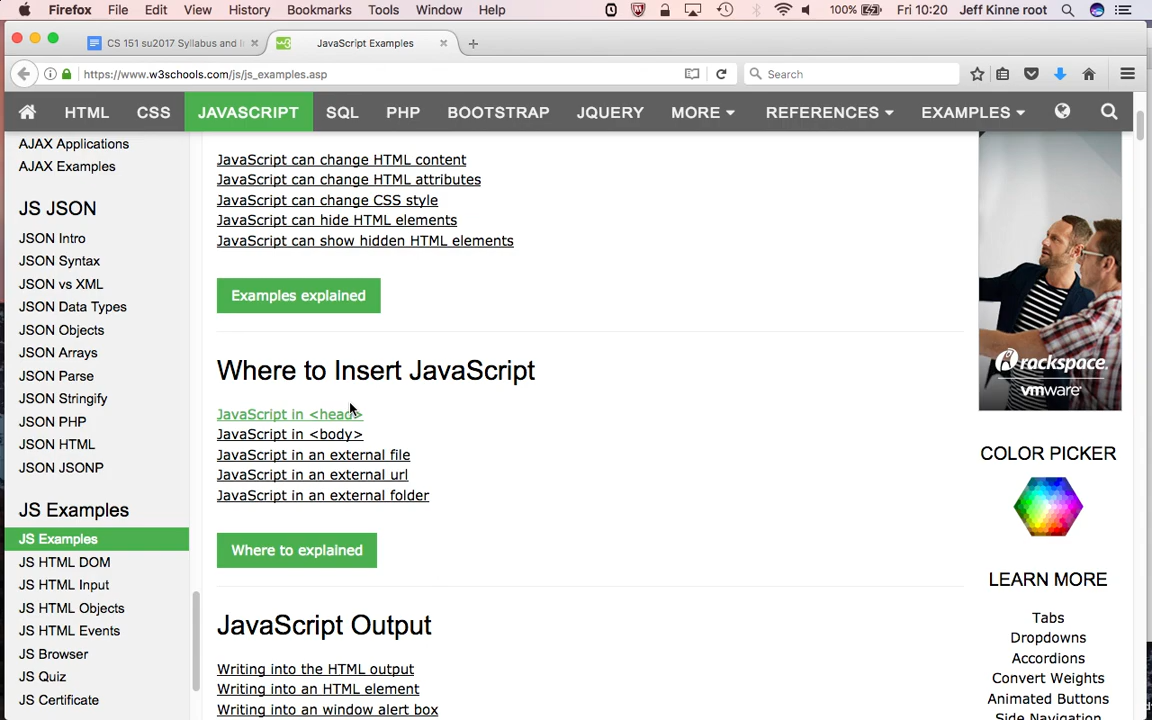 Firefox File Edit View History Bookmarks Tools Window Help 100% Fri 10:20 Jeff Kinne root
CS 151 su2017 Syllabus and I
JavaScript Examples
https://www.w3schools.com/js/js_examples.asp
Search
HTML CSS JAVASCRIPT SQL PHP BOOTSTRAP JQUERY MORE REFERENCES EXAMPLES
AJAX Applications
AJAX Examples
JS JSON
JSON Intro
JSON Syntax
JSON vs XML
JSON Data Types
JSON Objects
JSON Arrays
JSON Parse
JSON Stringify
JSON PHP
JSON HTML
JSON JSONP
JS Examples
JS Examples
JS HTML DOM
JS HTML Input
JS HTML Objects
JS HTML Events
JS Browser
JS Quiz
JS Certificate
JavaScript can change HTML content
JavaScript can change HTML attributes
JavaScript can change CSS style
JavaScript can hide HTML elements
JavaScript can show hidden HTML elements
Examples explained
Where to Insert JavaScript
JavaScript in <head>
JavaScript in <body>
JavaScript in an external file
JavaScript in an external url
JavaScript in an external folder
Where to explained
JavaScript Output
Writing into the HTML output
Writing into an HTML element
Writing into an window alert box
rackspace.
vmware
COLOR PICKER
LEARN MORE
Tabs
Dropdowns
Accordions
Convert Weights
Animated Buttons
Side Navigation